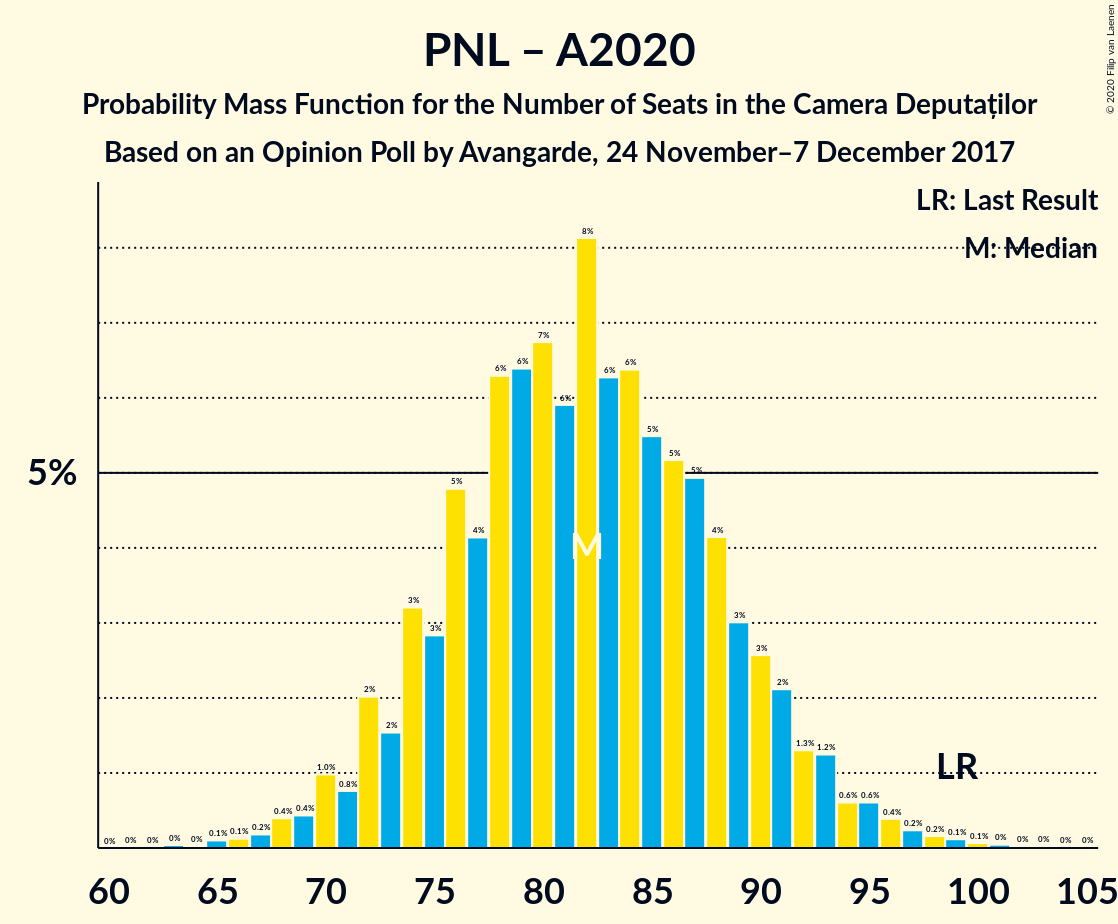 © 2020 Filip van Laenen
PNL – A2020
Probability Mass Function for the Number of Seats in the Camera Deputaților
Based on an Opinion Poll by Avangarde, 24 November–7 December 2017
LR: Last Result
M: Median
5%
0% 0% 0% 0% 0% 0.1% 0.1% 0.2% 0.4% 0.4% 1.0% 0.8% 2% 2% 3% 3% 5% 4% 6% 6% 7% 6% 8% 6% 6% 5% 5% 5% 4% 3% 3% 2% 1.3% 1.2% 0.6% 0.6% 0.4% 0.2% 0.2% 0.1% 0.1% 0% 0% 0% 0% 0%
M
LR
60 65 70 75 80 85 90 95 100 105